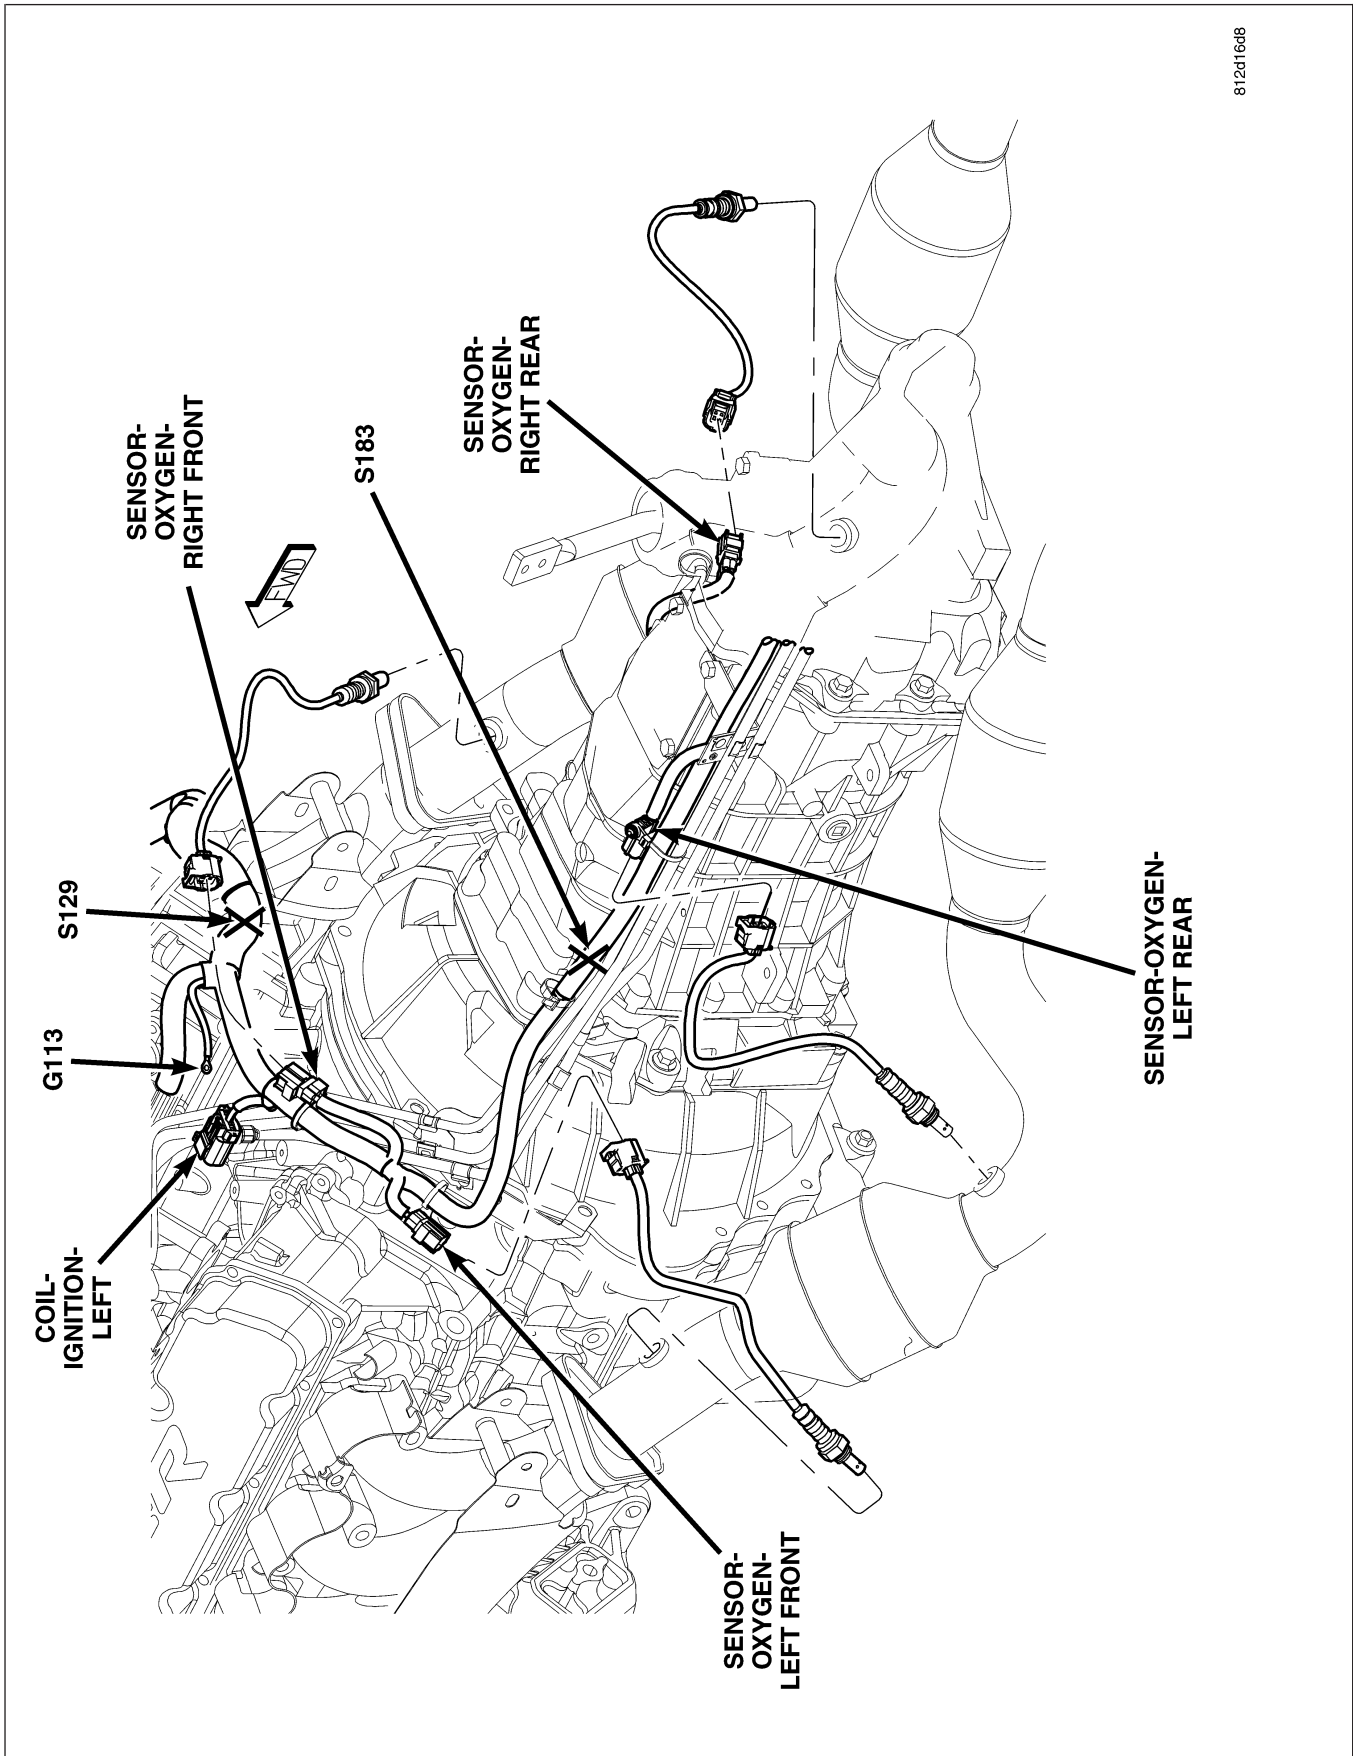 COIL-
IGNITION-
LEFT
G113
S129
SENSOR-
OXYGEN-
RIGHT FRONT
FWD
S183
SENSOR-
OXYGEN-
RIGHT REAR
SENSOR-
OXYGEN-
LEFT FRONT
SENSOR-OXYGEN-
LEFT REAR
812d16d8